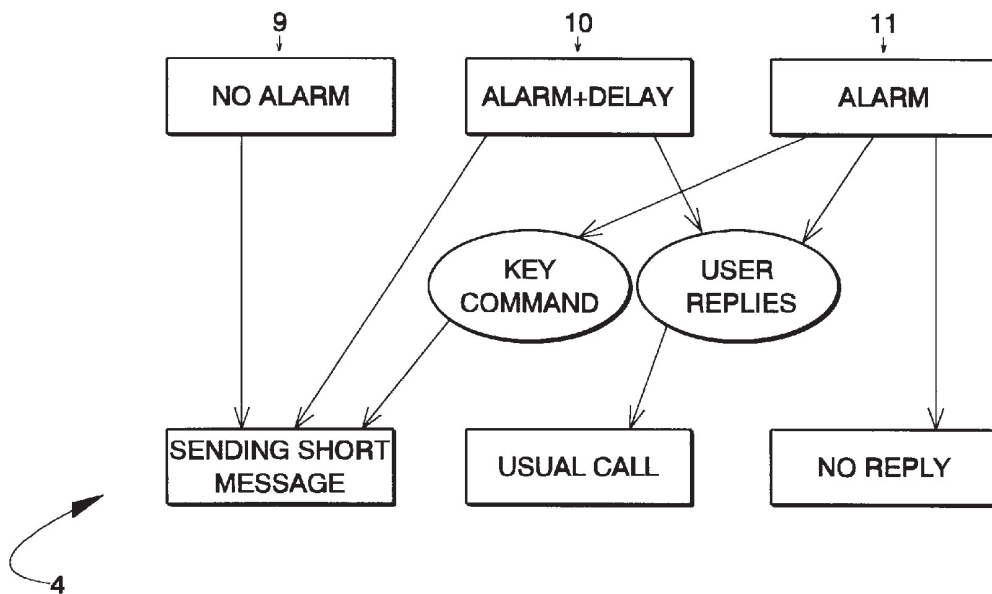 9
10
11
NO ALARM
ALARM+DELAY
ALARM
KEY
COMMAND
USER
REPLIES
SENDING SHORT
MESSAGE
USUAL CALL
NO REPLY
4